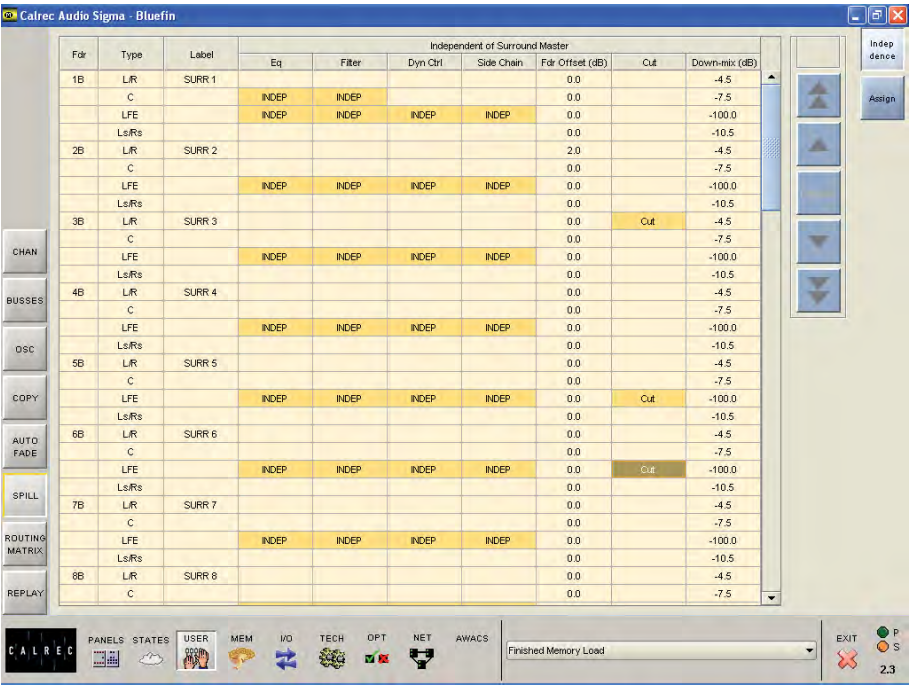 Calrec Audio Sigma - Bluefin
Independent of Surround Master
Fdr Type Label Eq Filter Dyn Ctrl Side Chain Fdr Offset (dB) Cut Down-mix (dB)
1B L/R SURR 1 0.0 -4.5
C INDEP INDEP 0.0 -7.5
LFE INDEP INDEP INDEP INDEP 0.0 -100.0
Ls/Rs 0.0 -10.5
2B L/R SURR 2 2.0 -4.5
C 0.0 -7.5
LFE INDEP INDEP INDEP INDEP 0.0 -100.0
Ls/Rs 0.0 -10.5
3B L/R SURR 3 0.0 Cut -4.5
C 0.0 -7.5
LFE INDEP INDEP INDEP INDEP 0.0 -100.0
Ls/Rs 0.0 -10.5
4B L/R SURR 4 0.0 -4.5
C 0.0 -7.5
LFE INDEP INDEP INDEP INDEP 0.0 -100.0
Ls/Rs 0.0 -10.5
5B L/R SURR 5 0.0 -4.5
C 0.0 -7.5
LFE INDEP INDEP INDEP INDEP 0.0 Cut -100.0
Ls/Rs 0.0 -10.5
6B L/R SURR 6 0.0 -4.5
C 0.0 -7.5
LFE INDEP INDEP INDEP INDEP 0.0 Cut -100.0
Ls/Rs 0.0 -10.5
7B L/R SURR 7 0.0 -4.5
C 0.0 -7.5
LFE INDEP INDEP INDEP INDEP 0.0 -100.0
Ls/Rs 0.0 -10.5
8B L/R SURR 8 0.0 -4.5
C 0.0 -7.5
Indep
dence
Assign
CHAN
BUSSES
OSC
COPY
AUTO
FADE
SPILL
ROUTING
MATRIX
REPLAY
CALREC
PANELS STATES USER MEM I/O TECH OPT NET AWACS
Finished Memory Load
EXIT
P
S
2.3